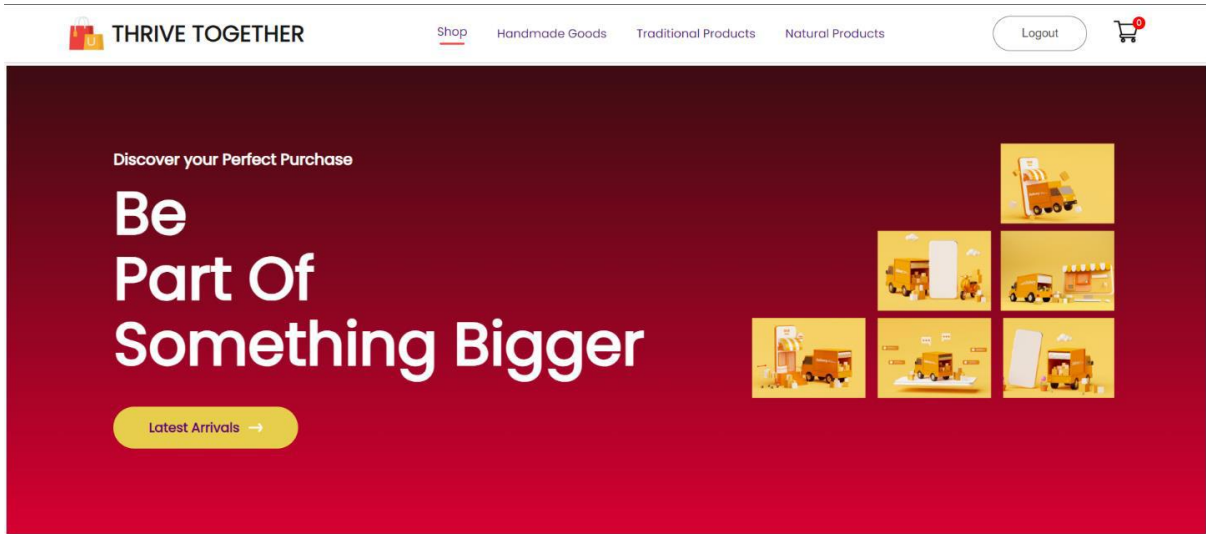 THRIVE TOGETHER
Shop
Handmade Goods
Traditional Products
Natural Products
Logout
0
Discover your Perfect Purchase
Be
Part Of
Something Bigger
Latest Arrivals →